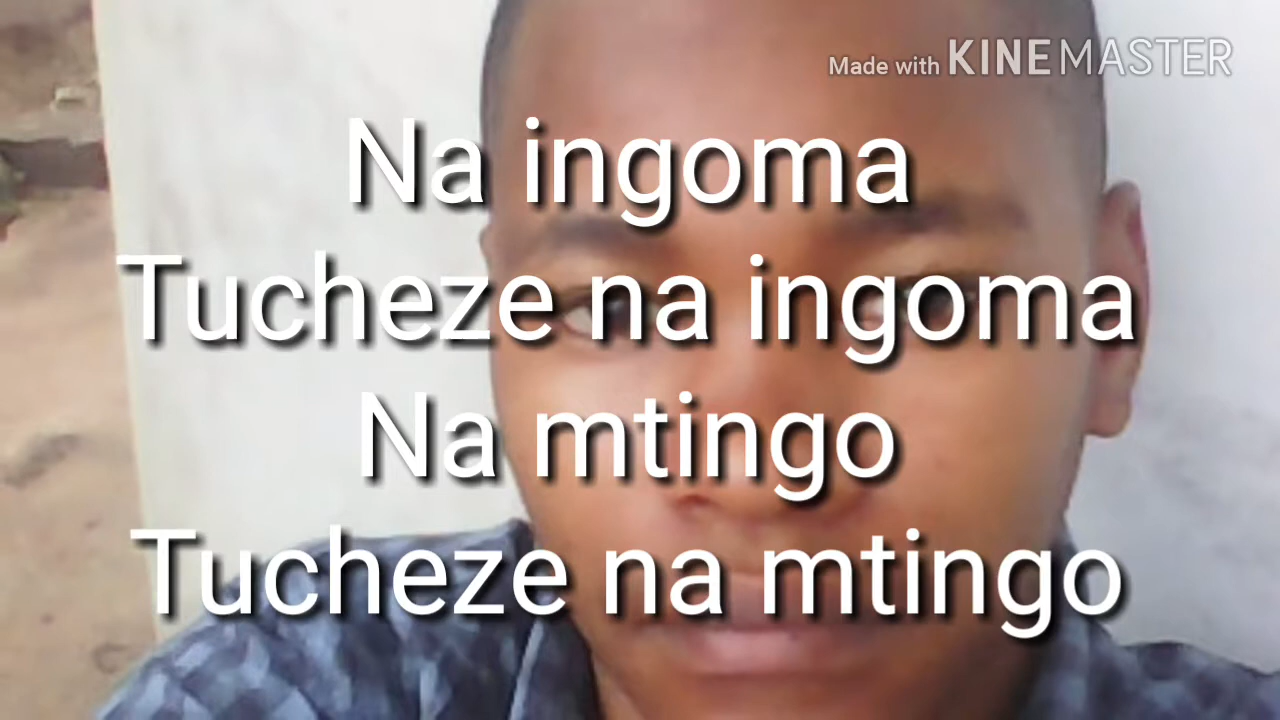 Made with KINEMASTER
Na ingoma
Tucheze na ingoma
Na mtingo
Tucheze na mtingo